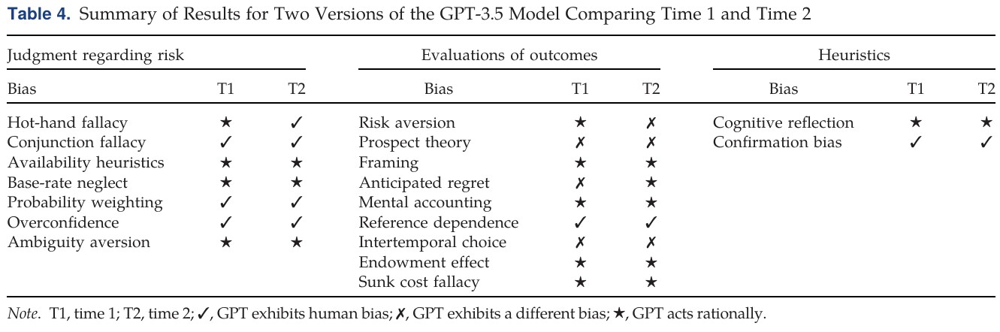 Table 4. Summary of Results for Two Versions of the GPT-3.5 Model Comparing Time 1 and Time 2
Judgment regarding risk Evaluations of outcomes Heuristics
Bias T1 T2 Bias T1 T2 Bias T1 T2
Hot-hand fallacy ★ ✓ Risk aversion ★ ✗ Cognitive reflection ★ ★
Conjunction fallacy ✓ ✓ Prospect theory ✗ ✗ Confirmation bias ✓ ✓
Availability heuristics ★ ★ Framing ★ ★
Base-rate neglect ★ ★ Anticipated regret ✗ ★
Probability weighting ✓ ✓ Mental accounting ★ ★
Overconfidence ✓ ✓ Reference dependence ✓ ✓
Ambiguity aversion ★ ★ Intertemporal choice ✗ ✗
Endowment effect ★ ★
Sunk cost fallacy ★ ★
Note. T1, time 1; T2, time 2; ✓, GPT exhibits human bias; ✗, GPT exhibits a different bias; ★, GPT acts rationally.